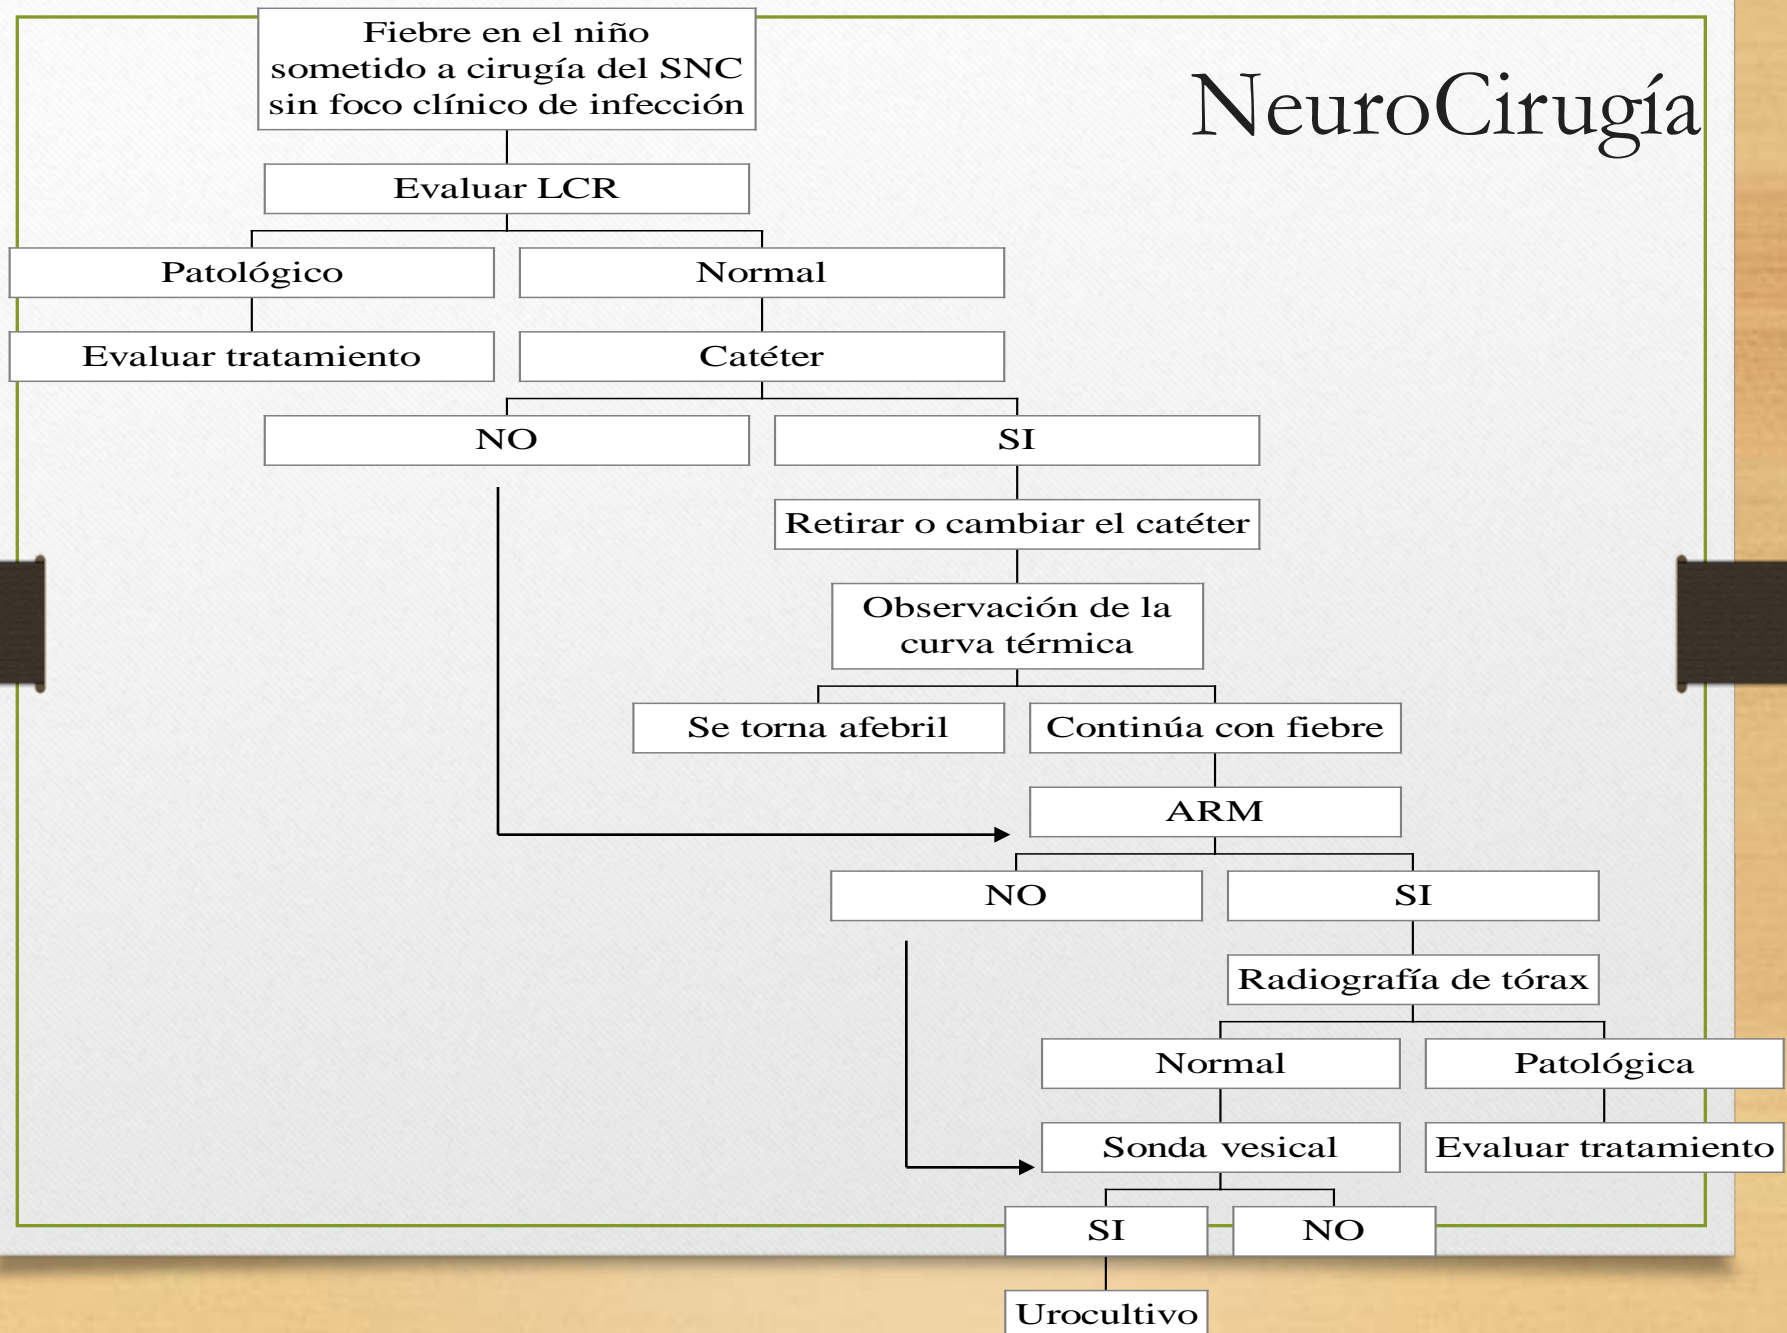 Fiebre en el niño
sometido a cirugía del SNC
sin foco clínico de infección
NeuroCirugía
Evaluar LCR
Patológico
Normal
Evaluar tratamiento
Catéter
NO
SI
Retirar o cambiar el catéter
Observación de la
curva térmica
Se torna afebril
Continúa con fiebre
ARM
NO
SI
Radiografía de tórax
Normal
Patológica
Sonda vesical
Evaluar tratamiento
SI
NO
Urocultivo